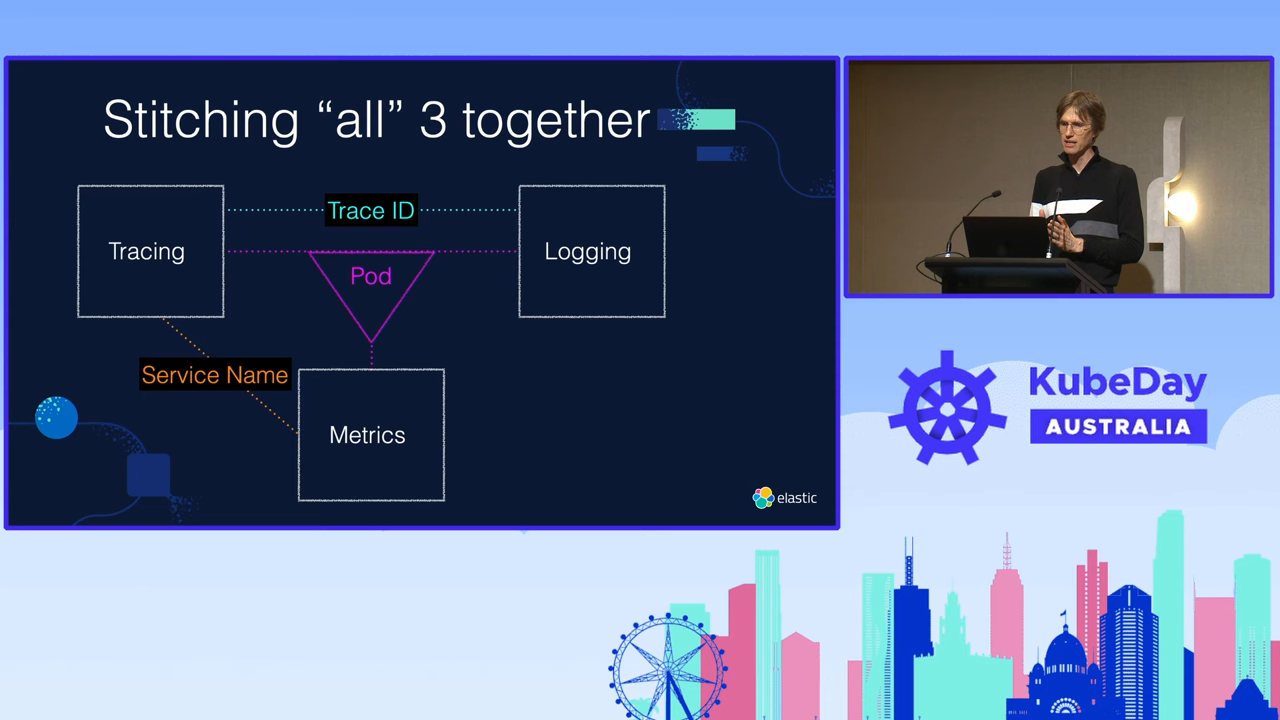 Stitching “all” 3 together
Trace ID
Tracing
Logging
Pod
Service Name
Metrics
elastic
KubeDay
AUSTRALIA